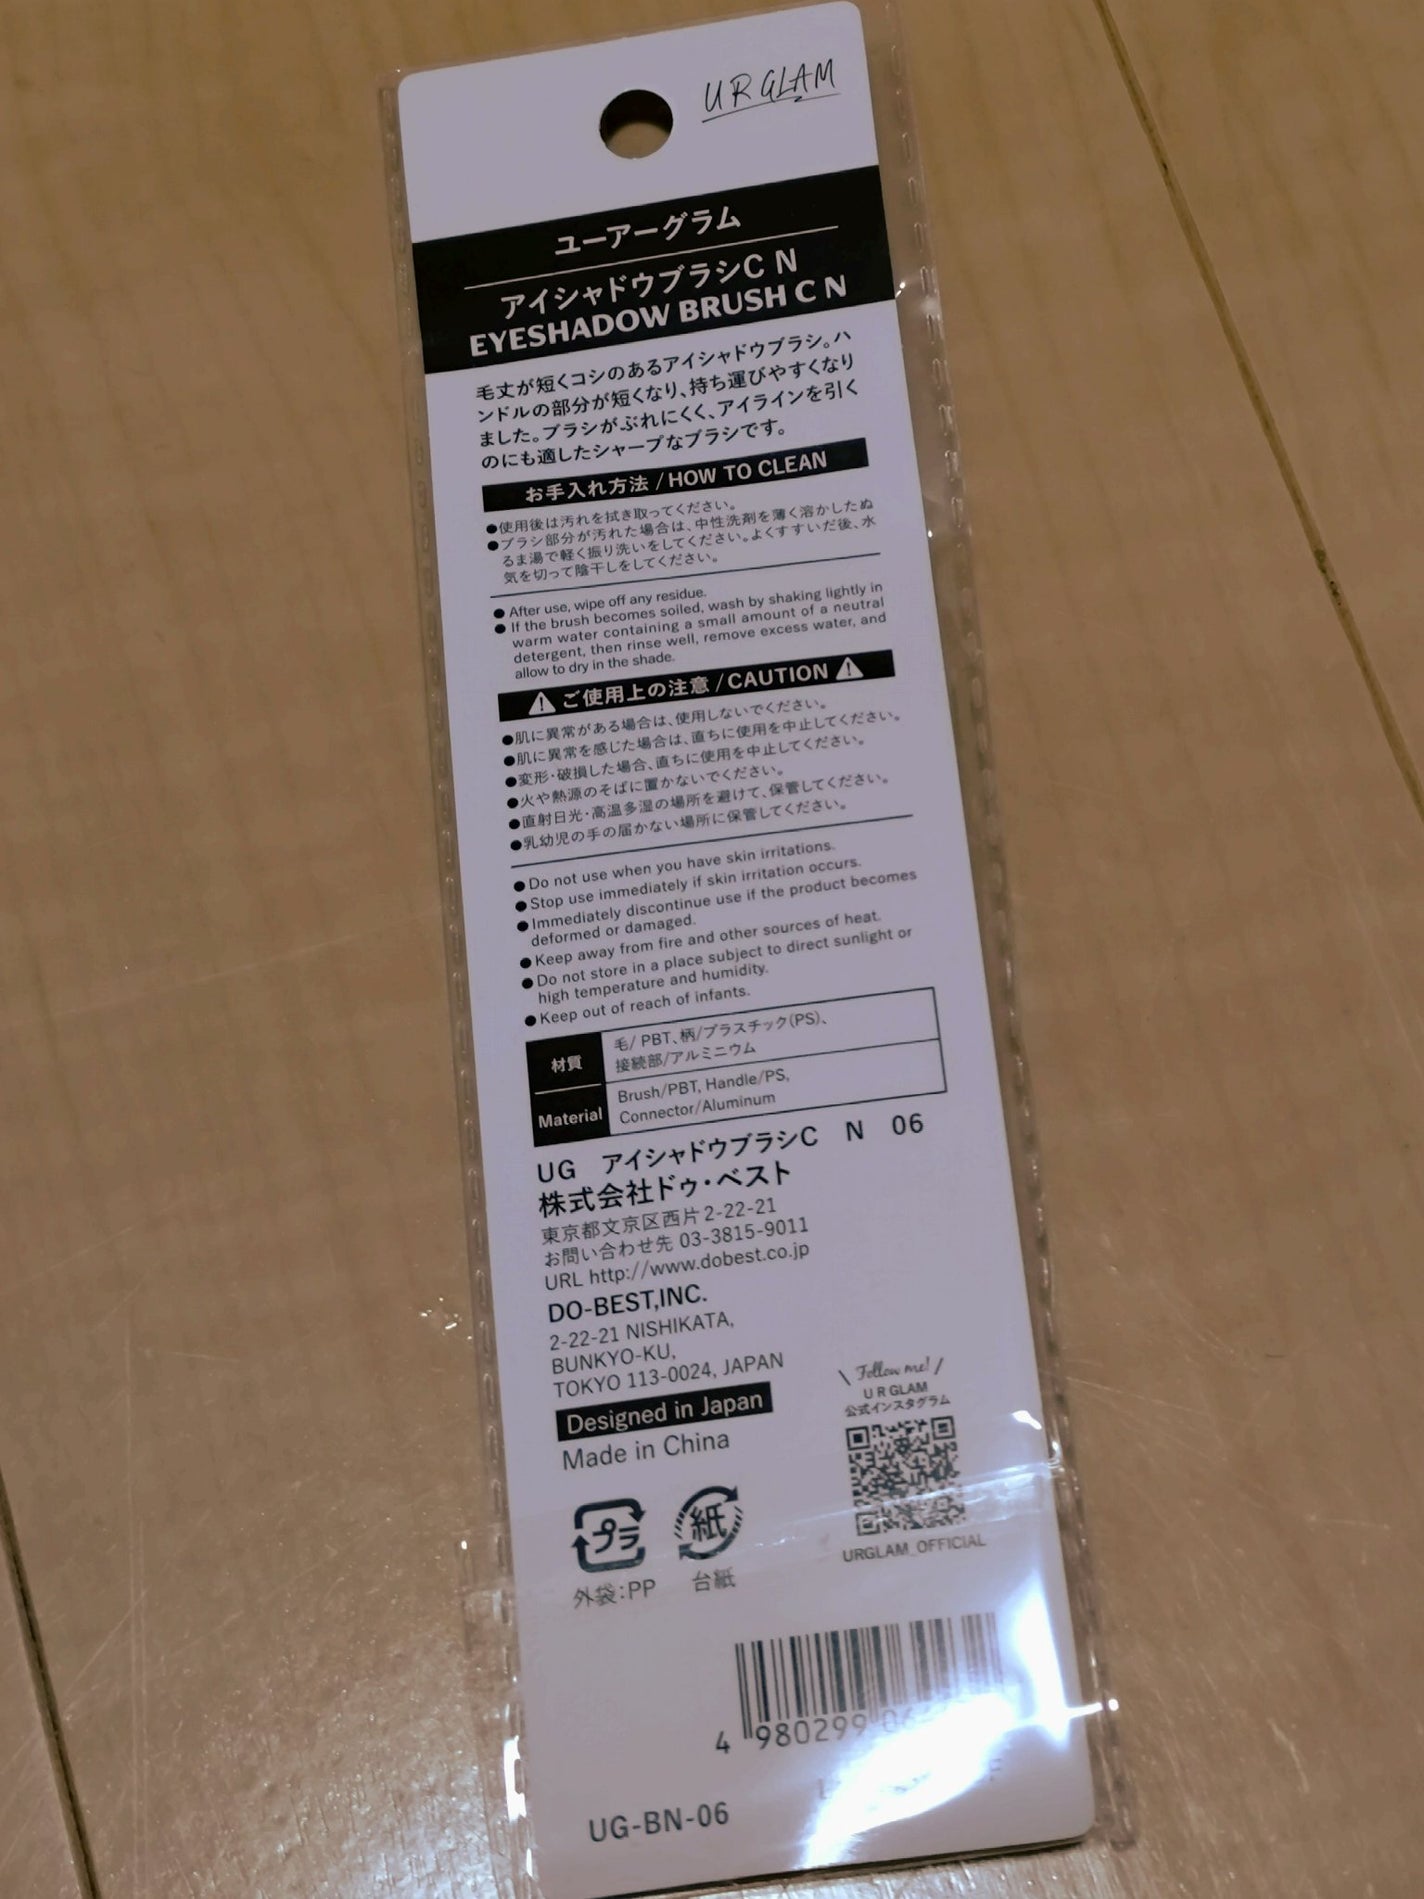 U R GLAM
ユーアーグラム
アイシャドウブラシC N
EYESHADOW BRUSH C N
毛丈が短くコシのあるアイシャドウブラシ。ハ
ンドルの部分が短くなり、持ち運びやすくなり
ました。ブラシがぶれにくく、アイラインを引く
のにも適したシャープなブラシです。
お手入れ方法 / HOW TO CLEAN
●使用後は汚れを拭き取ってください。
●ブラシ部分が汚れた場合は、中性洗剤を薄く溶かしたぬ
るま湯で軽く振り洗いをしてください。よくすすいだ後、水
気を切って陰干しをしてください。
● After use, wipe off any residue.
● If the brush becomes soiled, wash by shaking lightly in
warm water containing a small amount of a neutral
detergent, then rinse well, remove excess water, and
allow to dry in the shade.
ご使用上の注意 / CAUTION
●肌に異常がある場合は、使用しないでください。
●肌に異常を感じた場合は、直ちに使用を中止してください。
●変形・破損した場合、直ちに使用を中止してください。
●火や熱源のそばに置かないでください。
●直射日光・高温多湿の場所を避けて、保管してください。
●乳幼児の手の届かない場所に保管してください。
● Do not use when you have skin irritations.
● Stop use immediately if skin irritation occurs.
● Immediately discontinue use if the product becomes
deformed or damaged.
● Keep away from fire and other sources of heat.
● Do not store in a place subject to direct sunlight or
high temperature and humidity.
● Keep out of reach of infants.
材質 毛/ PBT、柄/プラスチック(PS)、
接続部/アルミニウム
Material Brush/PBT, Handle/PS,
Connector/Aluminum
UG アイシャドウブラシC N 06
株式会社ドゥ・ベスト
東京都文京区西片2-22-21
お問い合わせ先 03-3815-9011
URL http://www.dobest.co.jp
DO-BEST,INC.
2-22-21 NISHIKATA,
BUNKYO-KU,
TOKYO 113-0024, JAPAN
Designed in Japan
Made in China
Follow me!
U R GLAM
公式インスタグラム
URGLAM_OFFICIAL
プラ
紙
外袋:PP
台紙
4 980299
UG-BN-06